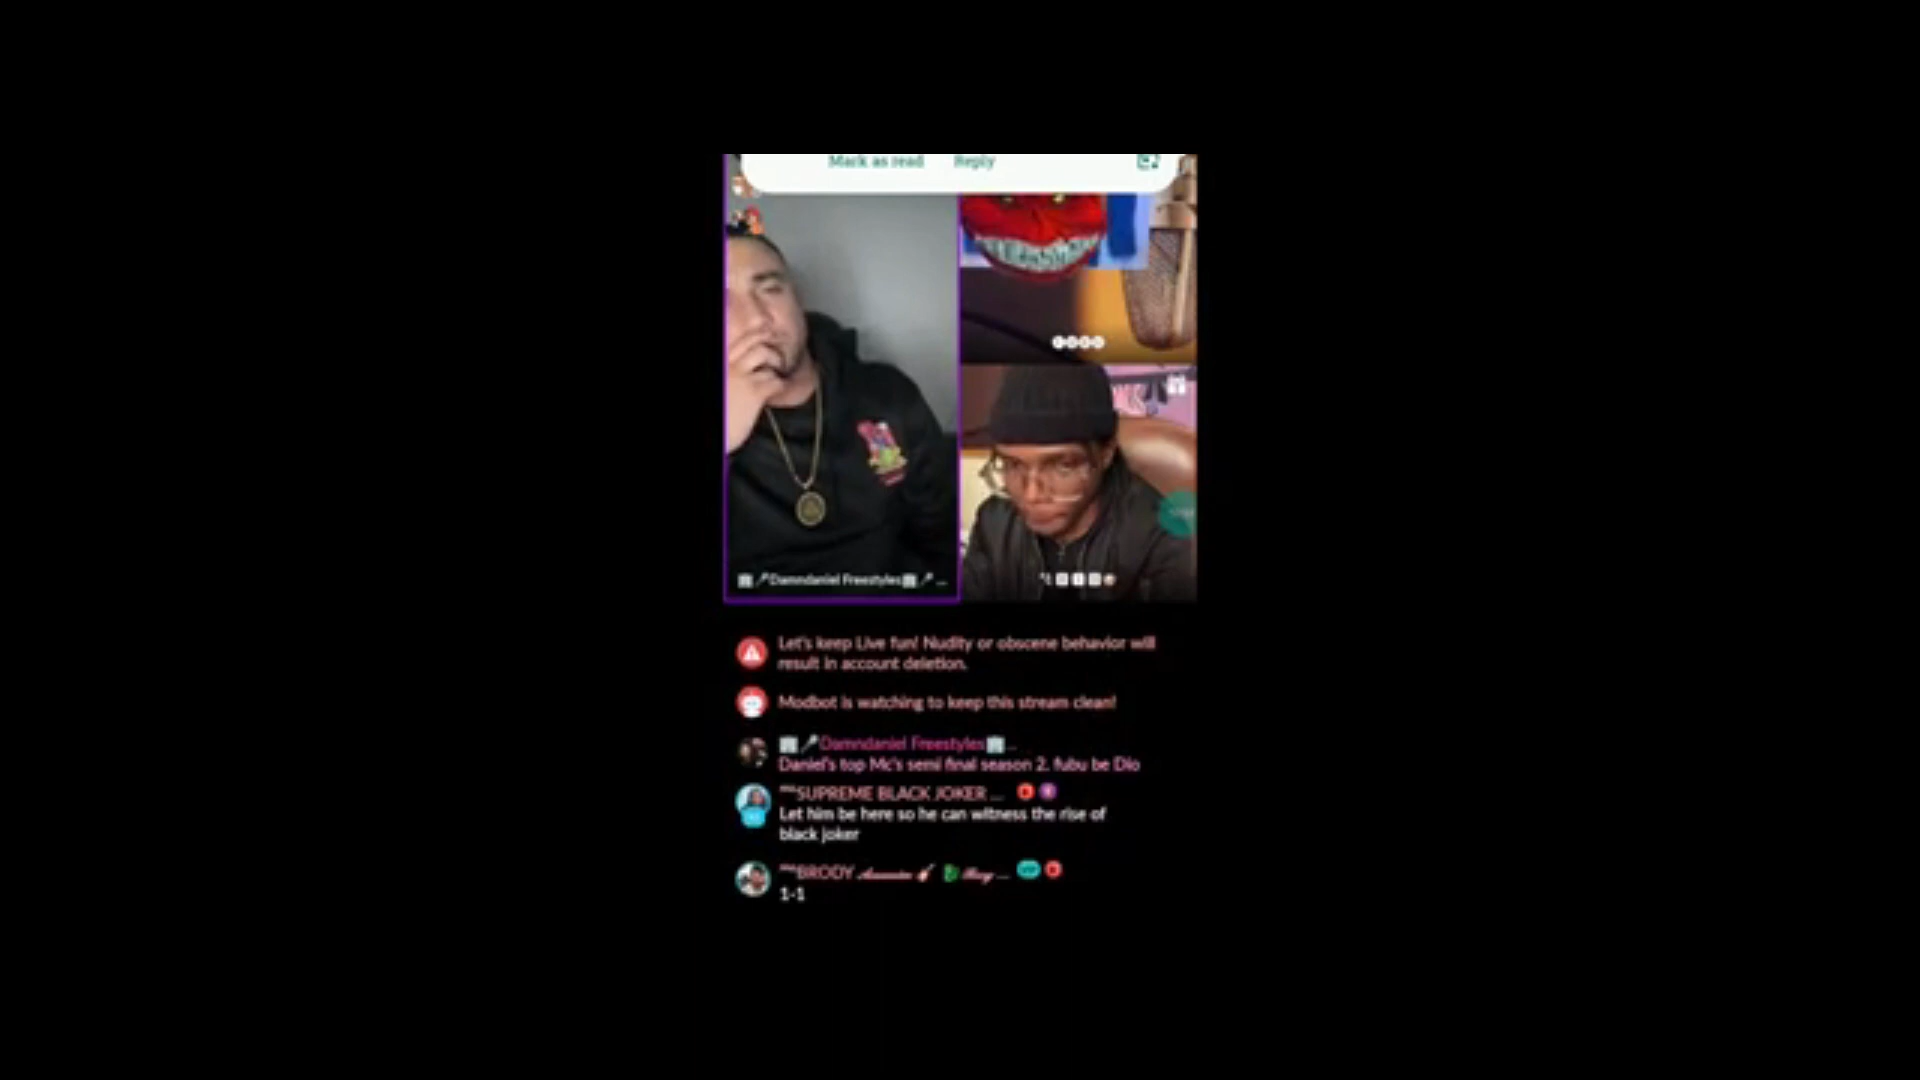 Mark as read Reply
🏢🎤Damndaniel Freestyles🏢🎤 ...
Let's keep Live fun! Nudity or obscene behavior will
result in account deletion.
Modbot is watching to keep this stream clean!
🏢🎤Damndaniel Freestyles🏢...
Daniel's top Mc's semi final season 2. fubu be Dio
SUPREME BLACK JOKER ...
Let him be here so he can witness the rise of
black joker
BRODY
1-1